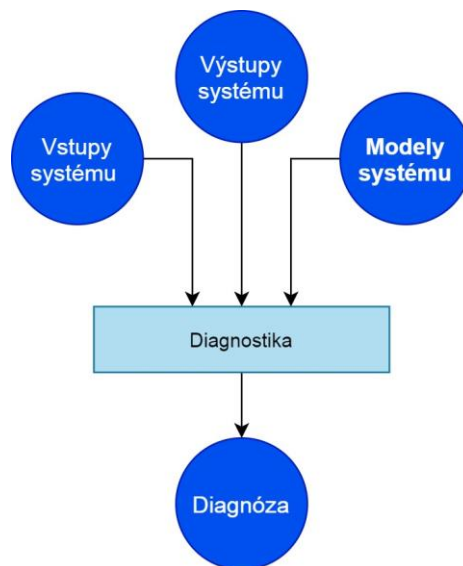 Výstupy
systému
Vstupy
systému
Modely
systému
Diagnostika
Diagnóza